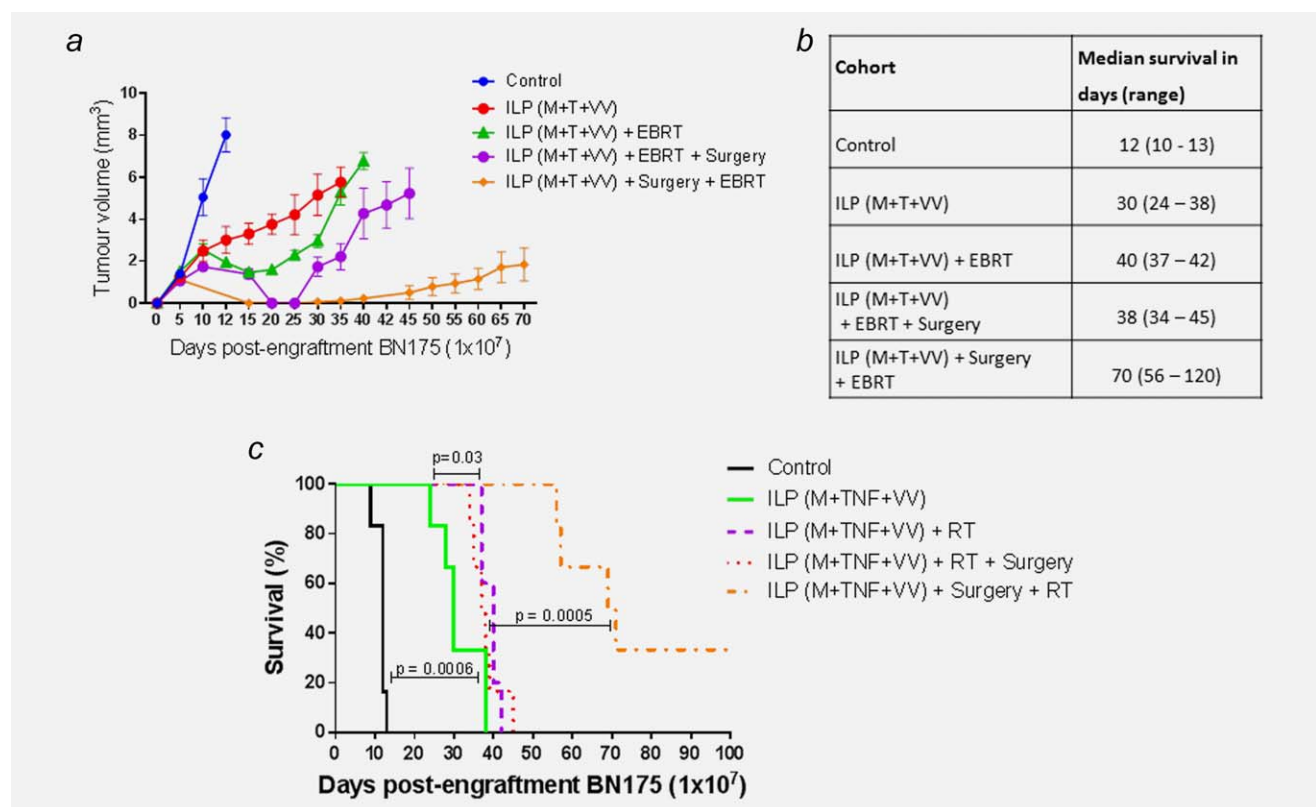 a
Control
ILP (M+T+VV)
ILP (M+T+VV) + EBRT
ILP (M+T+VV) + EBRT + Surgery
ILP (M+T+VV) + Surgery + EBRT
Tumour volume (mm³)
10
8
6
4
2
0
0 5 10 12 15 20 25 30 35 40 42 45 50 55 60 65 70
Days post-engraftment BN175 (1x10⁷)
b
Cohort
Median survival in
days (range)
Control
12 (10 - 13)
ILP (M+T+VV)
30 (24 – 38)
ILP (M+T+VV) + EBRT
40 (37 – 42)
ILP (M+T+VV)
+ EBRT + Surgery
38 (34 – 45)
ILP (M+T+VV) + Surgery
+ EBRT
70 (56 – 120)
c
p=0.03
p = 0.0005
p = 0.0006
Survival (%)
100
80
60
40
20
0
0 10 20 30 40 50 60 70 80 90 100
Days post-engraftment BN175 (1x10⁷)
Control
ILP (M+TNF+VV)
ILP (M+TNF+VV) + RT
ILP (M+TNF+VV) + RT + Surgery
ILP (M+TNF+VV) + Surgery + RT